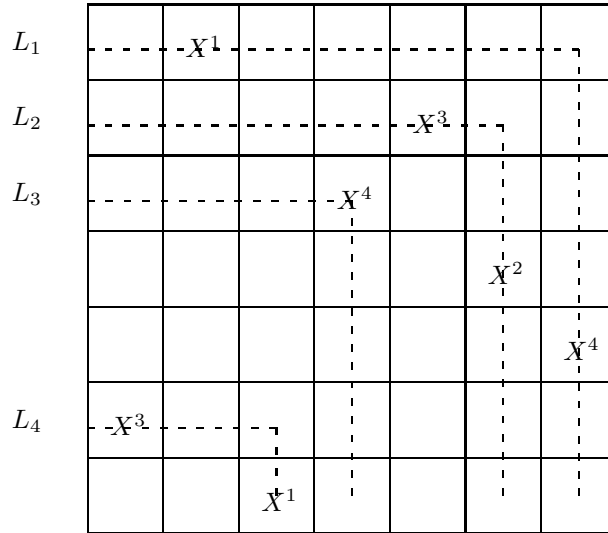 L₁ X¹
L₂ X³
L₃ X⁴
X²
X⁴
L₄ X³
X¹